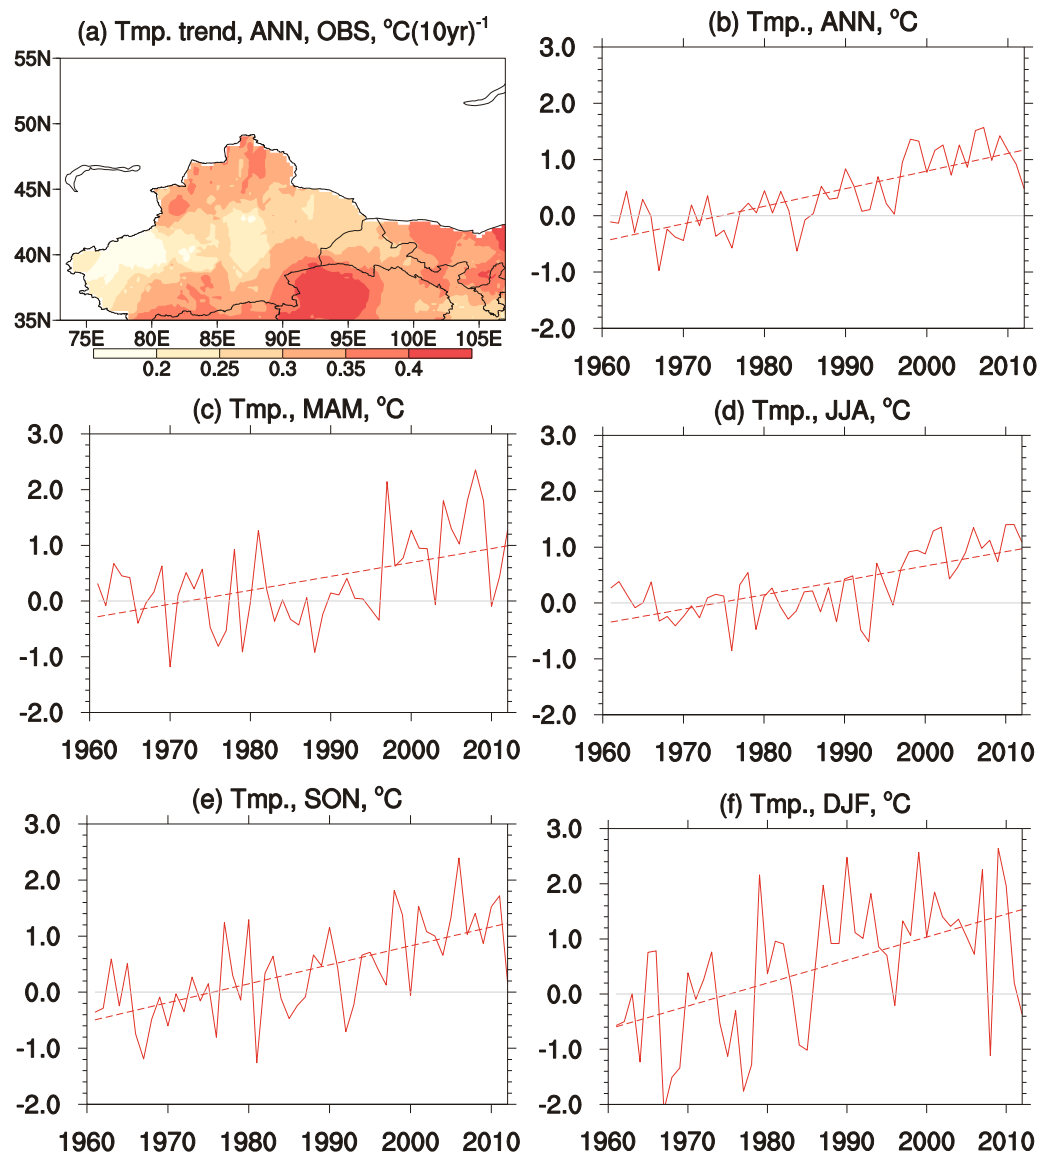 (a) Tmp. trend, ANN, OBS, °C(10yr)⁻¹
55N
50N
45N
40N
35N
75E 80E 85E 90E 95E 100E 105E
0.2 0.25 0.3 0.35 0.4
(b) Tmp., ANN, °C
3.0
2.0
1.0
0.0
-1.0
-2.0
1960 1970 1980 1990 2000 2010
(c) Tmp., MAM, °C
3.0
2.0
1.0
0.0
-1.0
-2.0
1960 1970 1980 1990 2000 2010
(d) Tmp., JJA, °C
3.0
2.0
1.0
0.0
-1.0
-2.0
1960 1970 1980 1990 2000 2010
(e) Tmp., SON, °C
3.0
2.0
1.0
0.0
-1.0
-2.0
1960 1970 1980 1990 2000 2010
(f) Tmp., DJF, °C
3.0
2.0
1.0
0.0
-1.0
-2.0
1960 1970 1980 1990 2000 2010